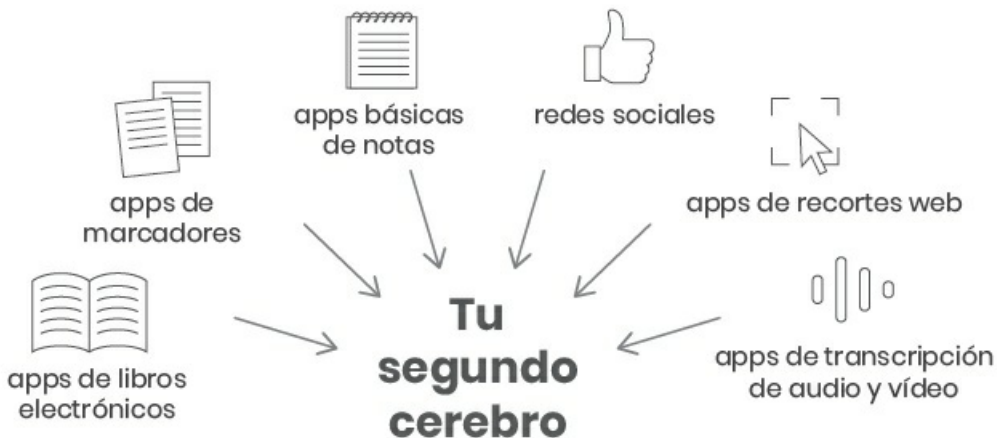 apps básicas
de notas
redes sociales
apps de
marcadores
apps de recortes web
apps de libros
electrónicos
Tu
segundo
cerebro
apps de transcripción
de audio y vídeo